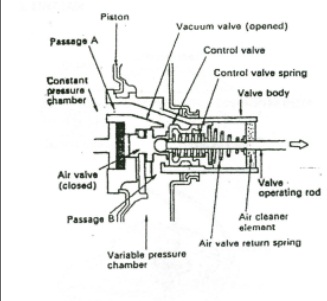 Piston
Vacuum valve (opened)
Passage A
Control valve
Control valve spring
Constant
pressure
chamber
Valve body
Air valve
(closed)
Valve
operating rod
Passage B
Air cleaner
element
Air valve return spring
Variable pressure
chamber